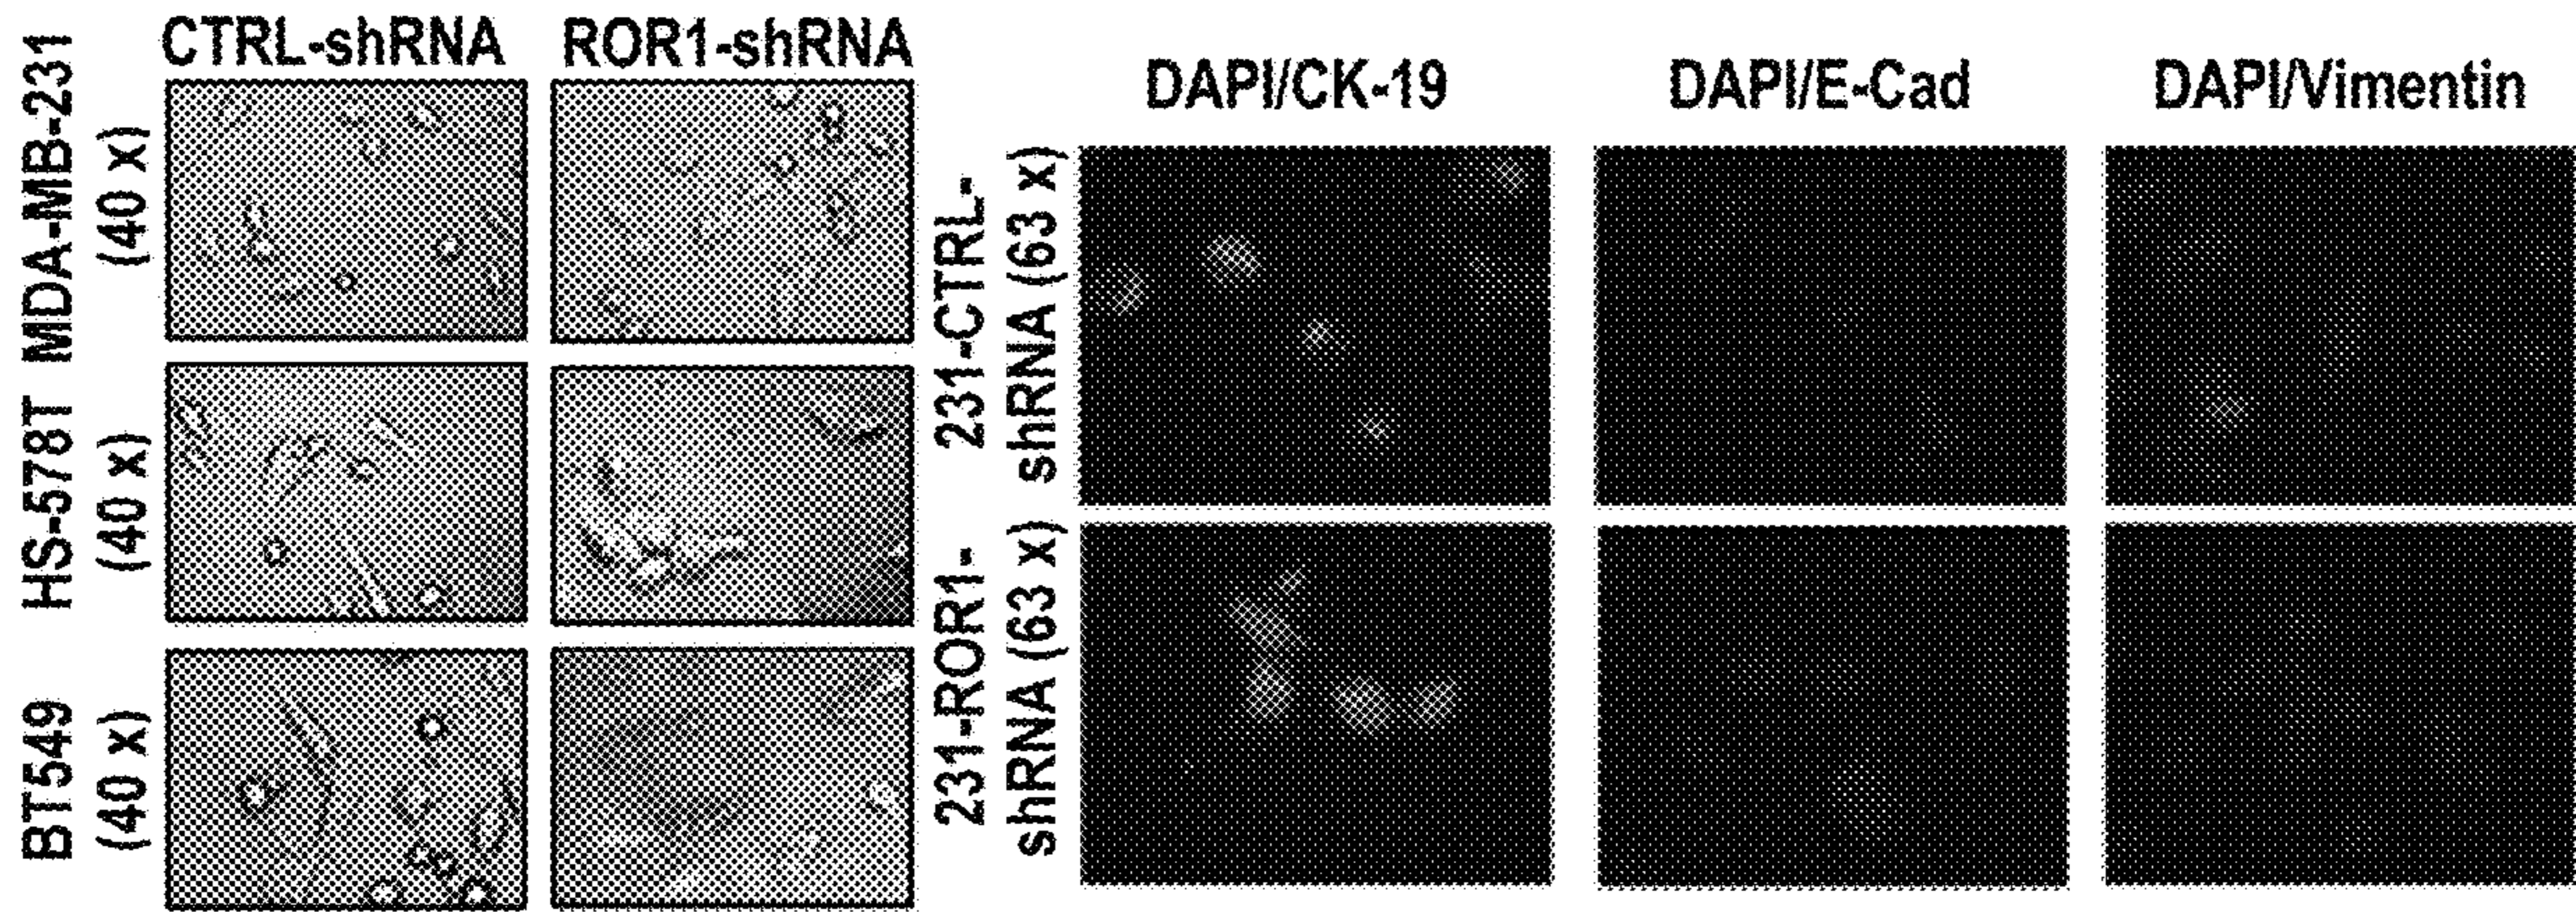 CTRL-shRNA
ROR1-shRNA
MDA-MB-231
(40 x)
HS-578T
(40 x)
BT549
(40 x)
DAPI/CK-19
DAPI/E-Cad
DAPI/Vimentin
231-CTRL-
shRNA (63 x)
231-ROR1-
shRNA (63 x)